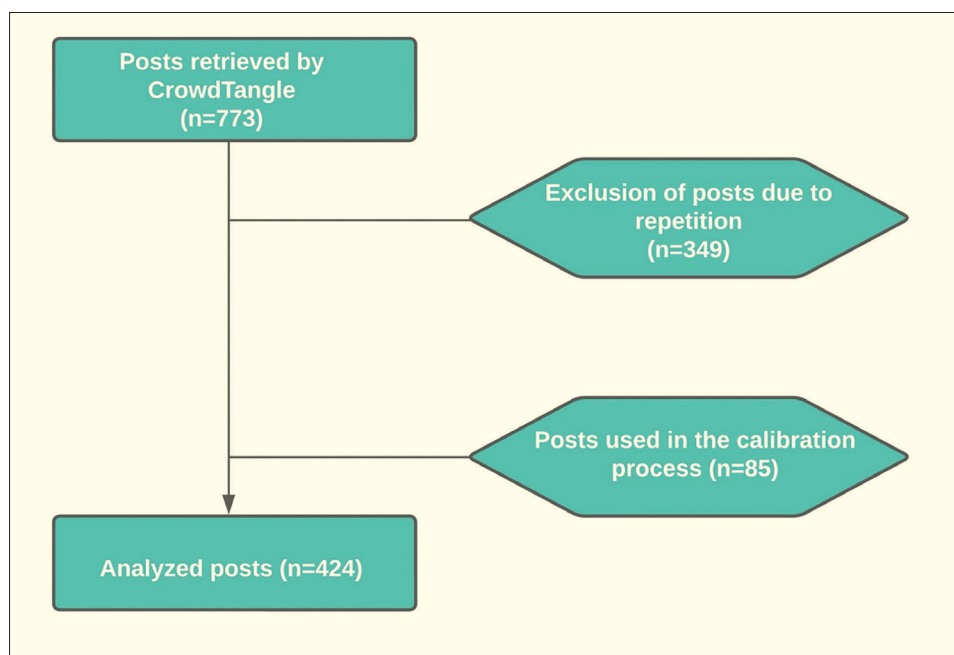 Posts retrieved by
CrowdTangle
(n=773)
Exclusion of posts due to
repetition
(n=349)
Posts used in the calibration
process (n=85)
Analyzed posts (n=424)